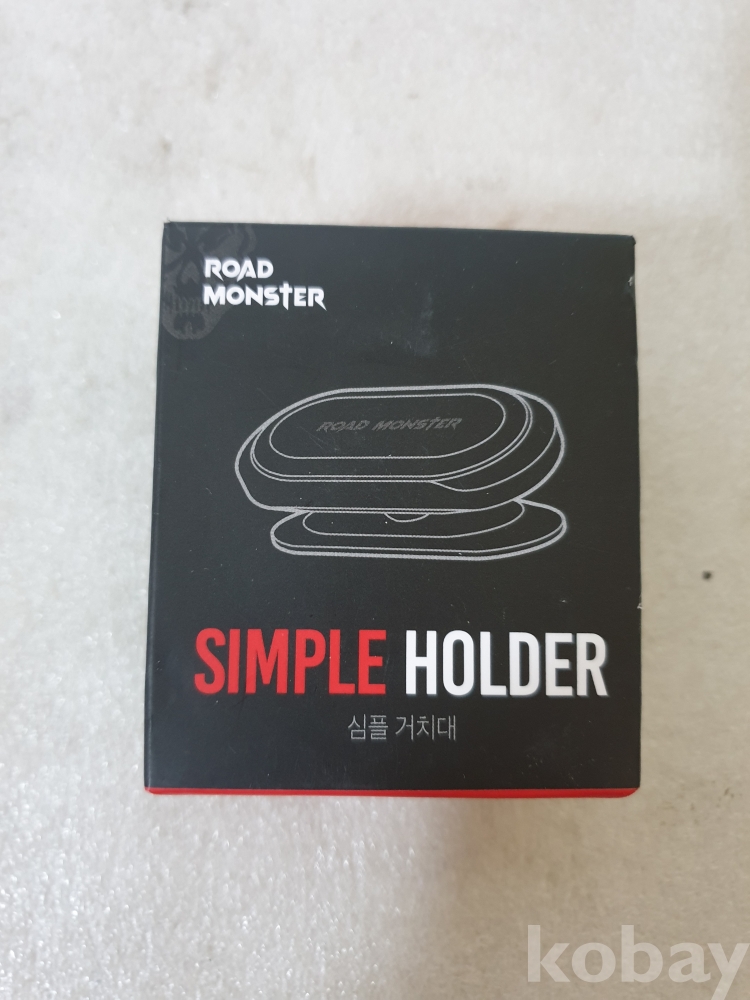 ROAD
MONSTER
ROAD MONSTER
SIMPLE HOLDER
심플 거치대
kobay